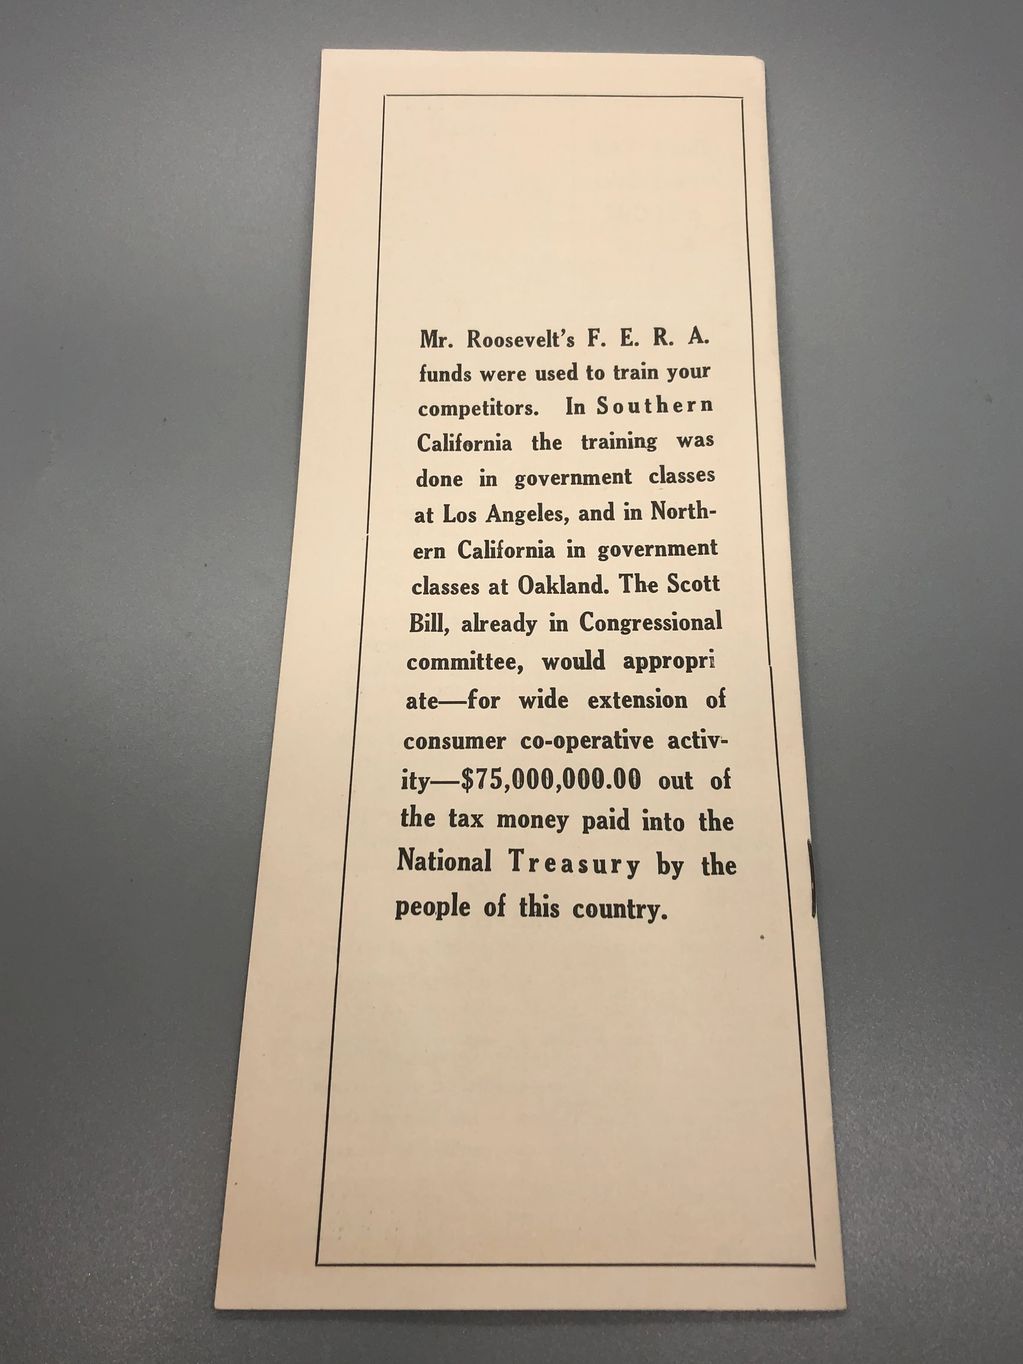 Mr. Roosevelt's F. E. R. A.
funds were used to train your
competitors. In Southern
California the training was
done in government classes
at Los Angeles, and in North-
ern California in government
classes at Oakland. The Scott
Bill, already in Congressional
committee, would appropri
ate—for wide extension of
consumer co-operative activ-
ity—$75,000,000.00 out of
the tax money paid into the
National Treasury by the
people of this country.